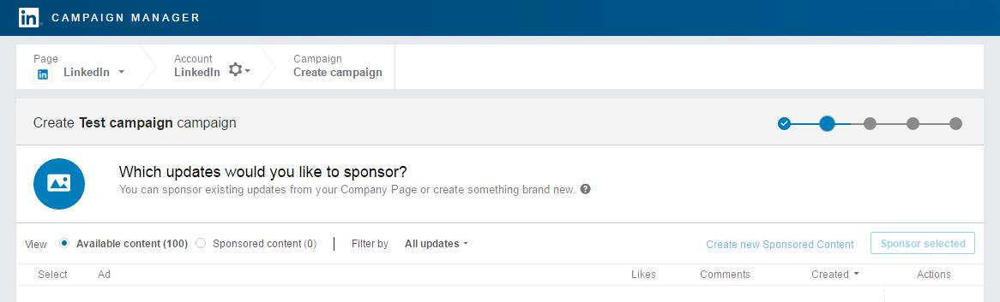 in CAMPAIGN MANAGER
Page Account Campaign
in LinkedIn LinkedIn Create campaign
Create Test campaign campaign
Which updates would you like to sponsor?
You can sponsor existing updates from your Company Page or create something brand new. ?
View Available content (100) Sponsored content (0) | Filter by All updates Create new Sponsored Content Sponsor selected
Select Ad Likes Comments Created Actions